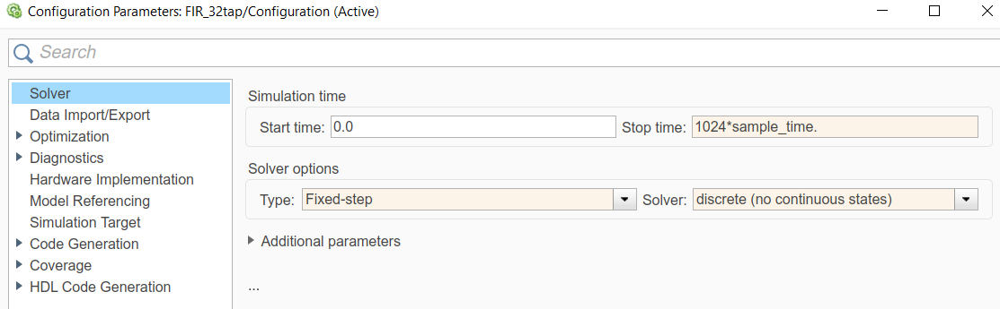 Configuration Parameters: FIR_32tap/Configuration (Active)
Search
Solver
Data Import/Export
Optimization
Diagnostics
Hardware Implementation
Model Referencing
Simulation Target
Code Generation
Coverage
HDL Code Generation
Simulation time
Start time: 0.0 Stop time: 1024*sample_time.
Solver options
Type: Fixed-step Solver: discrete (no continuous states)
Additional parameters
...